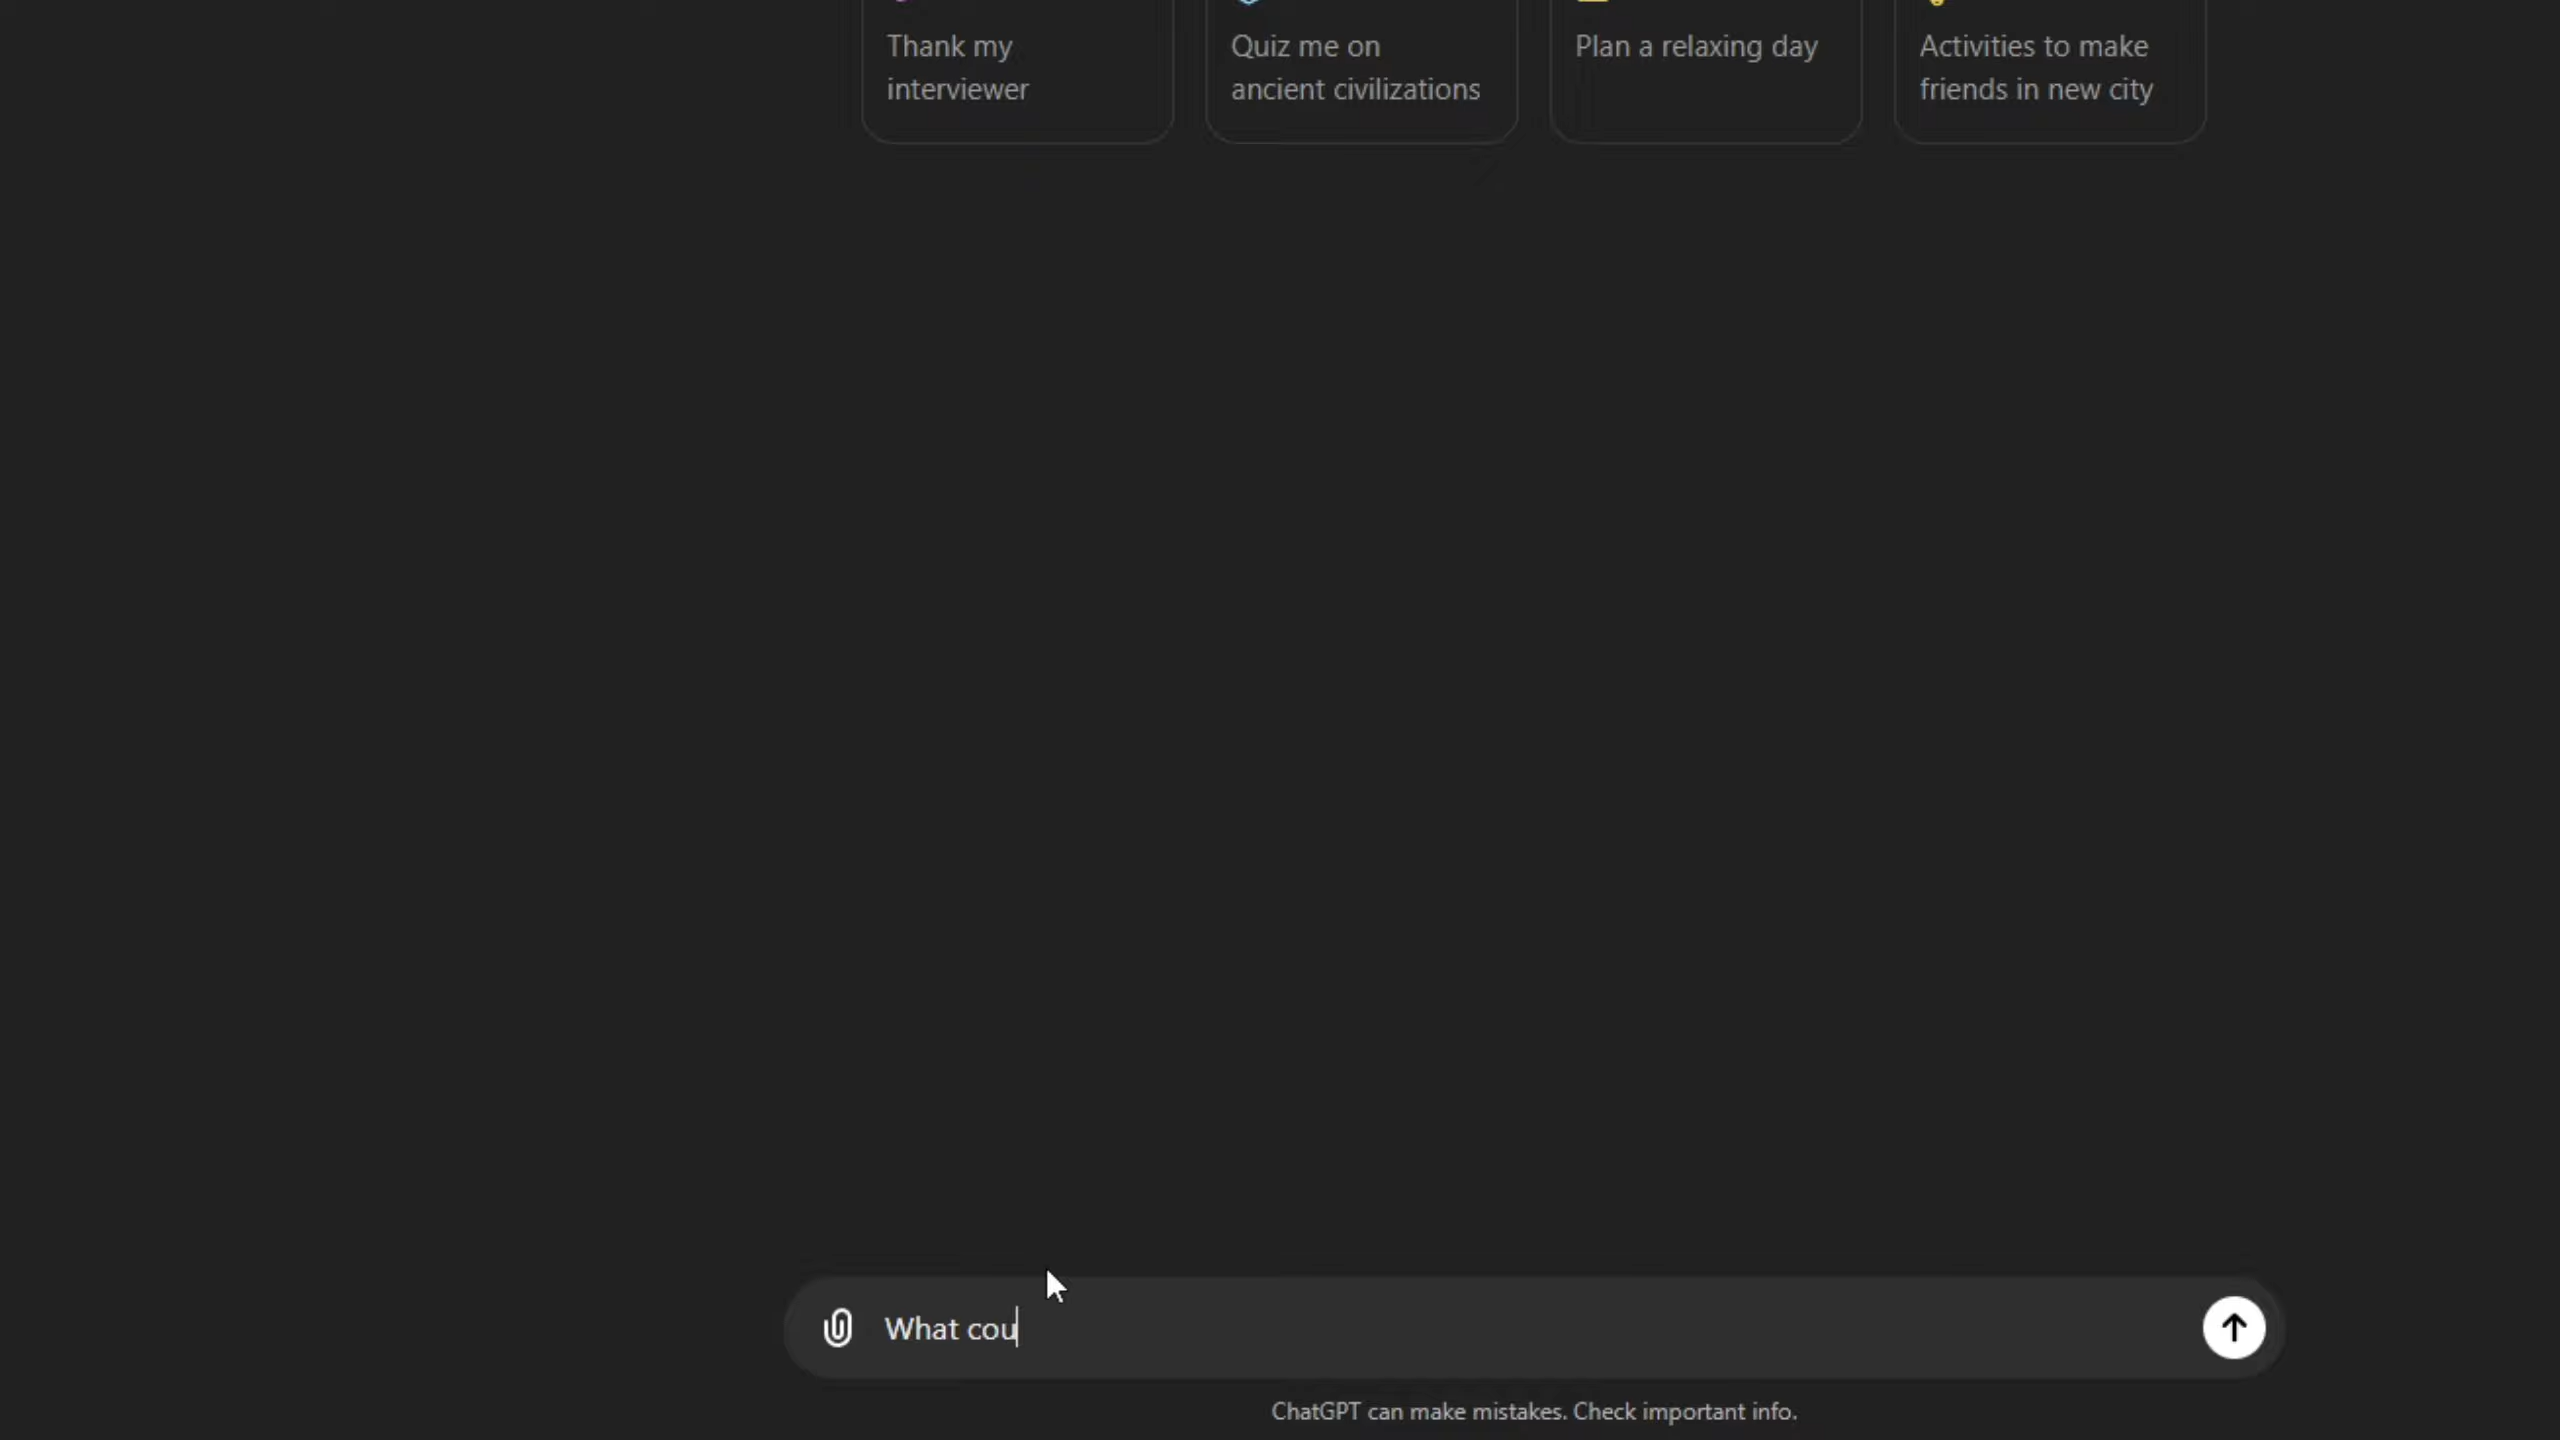 Thank my
interviewer
Quiz me on
ancient civilizations
Plan a relaxing day
Activities to make
friends in new city
What cou
ChatGPT can make mistakes. Check important info.